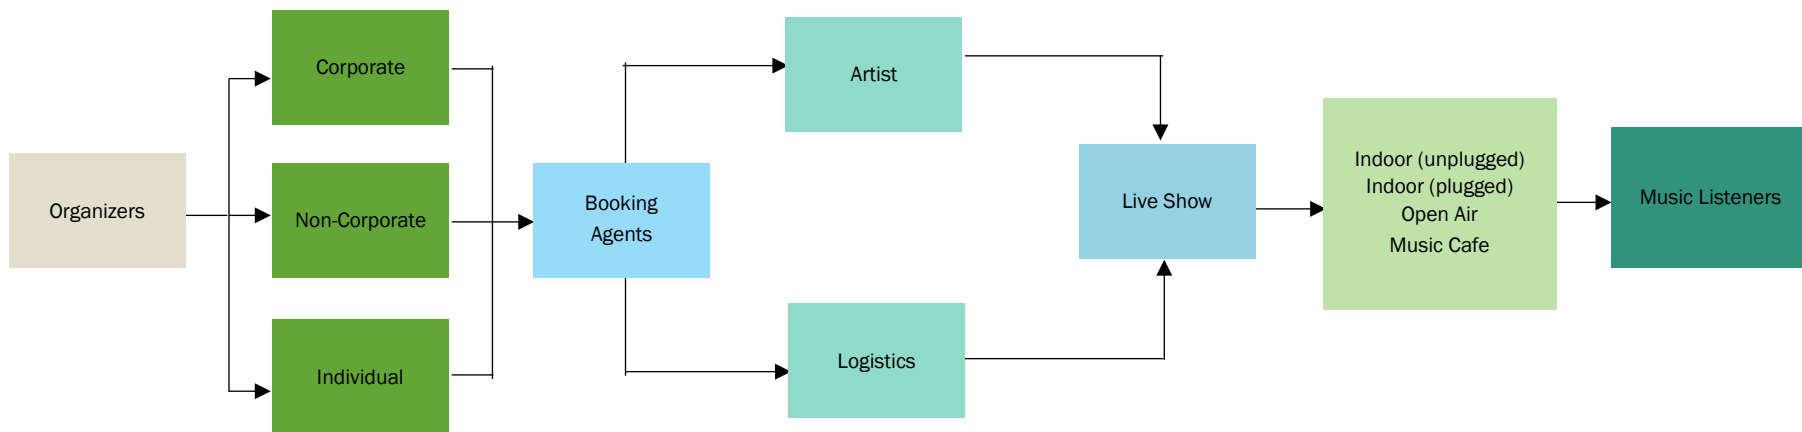 Organizers
Corporate
Non-Corporate
Individual
Booking
Agents
Artist
Logistics
Live Show
Indoor (unplugged)
Indoor (plugged)
Open Air
Music Cafe
Music Listeners